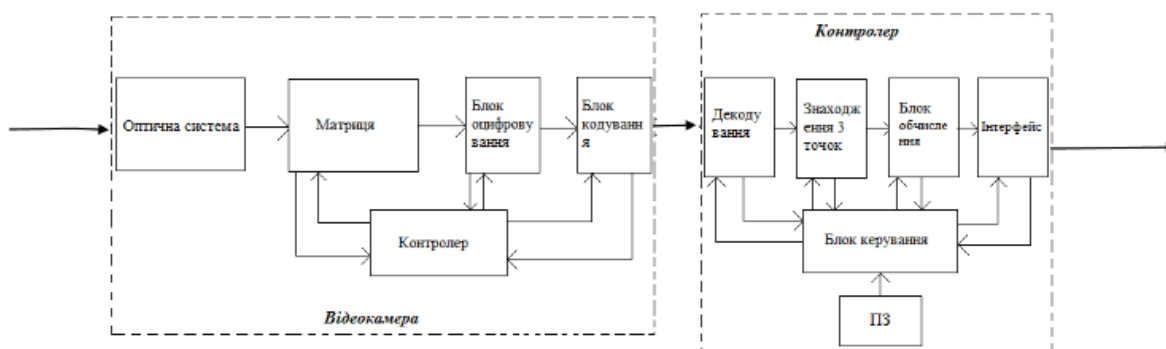 Контролер
Оптична система
Матриця
Блок
оцифрову
вання
Блок
кодуванн
я
Декоду
вання
Знаходж
ення 3
точок
Блок
обчисле
ння
Інтерфейс
Контролер
Блок керування
Відеокамера
ПЗ